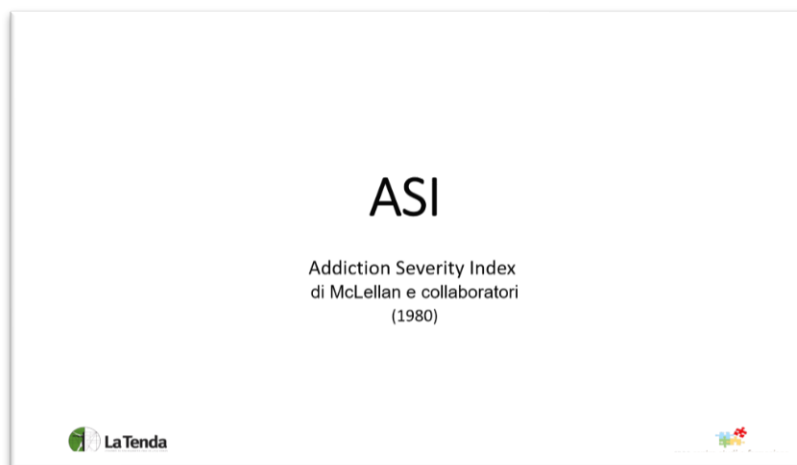 ASI
Addiction Severity Index
di McLellan e collaboratori
(1980)
La Tenda